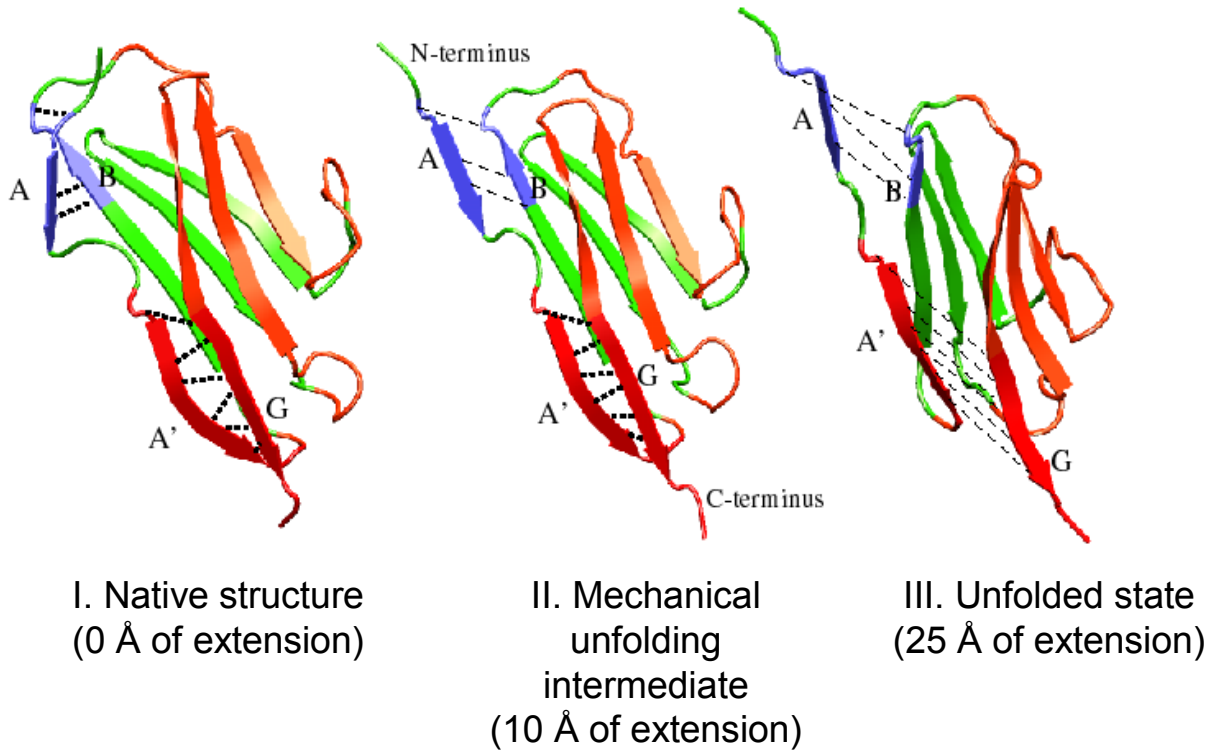 A
B
A'
G
N-terminus
A
B
A'
G
C-terminus
A
B
A'
G
I. Native structure
(0 Å of extension)
II. Mechanical
unfolding
intermediate
(10 Å of extension)
III. Unfolded state
(25 Å of extension)